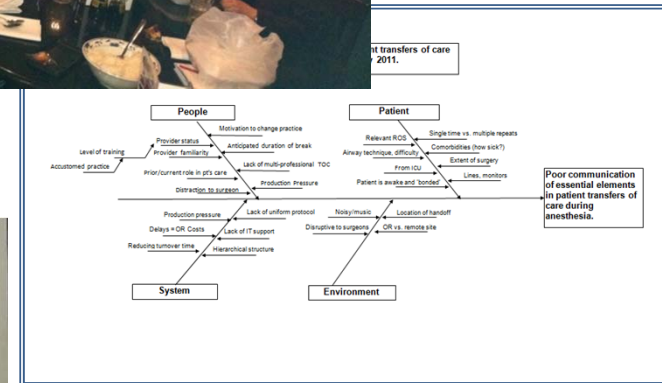 nt transfers of care
2011.
People
Patient
Motivation to change practice
Provider status
Anticipated duration of break
Level of training
Provider familiarity
Accustomed practice
Lack of multi-professional TOC
Prior/current role in pt's care
Production Pressure
Distraction to surgeon
Relevant ROS
Single time vs. multiple repeats
Comorbidities (how sick?)
Airway technique, difficulty
Extent of surgery
From ICU
Lines, monitors
Patient is awake and 'bonded'
Poor communication
of essential elements
in patient transfers of
care during
anesthesia.
Production pressure
Lack of uniform protocol
Delays = OR Costs
Lack of IT support
Reducing turnover time
Hierarchical structure
Noisy/music
Location of handoff
Disruptive to surgeons
OR vs. remote site
System
Environment